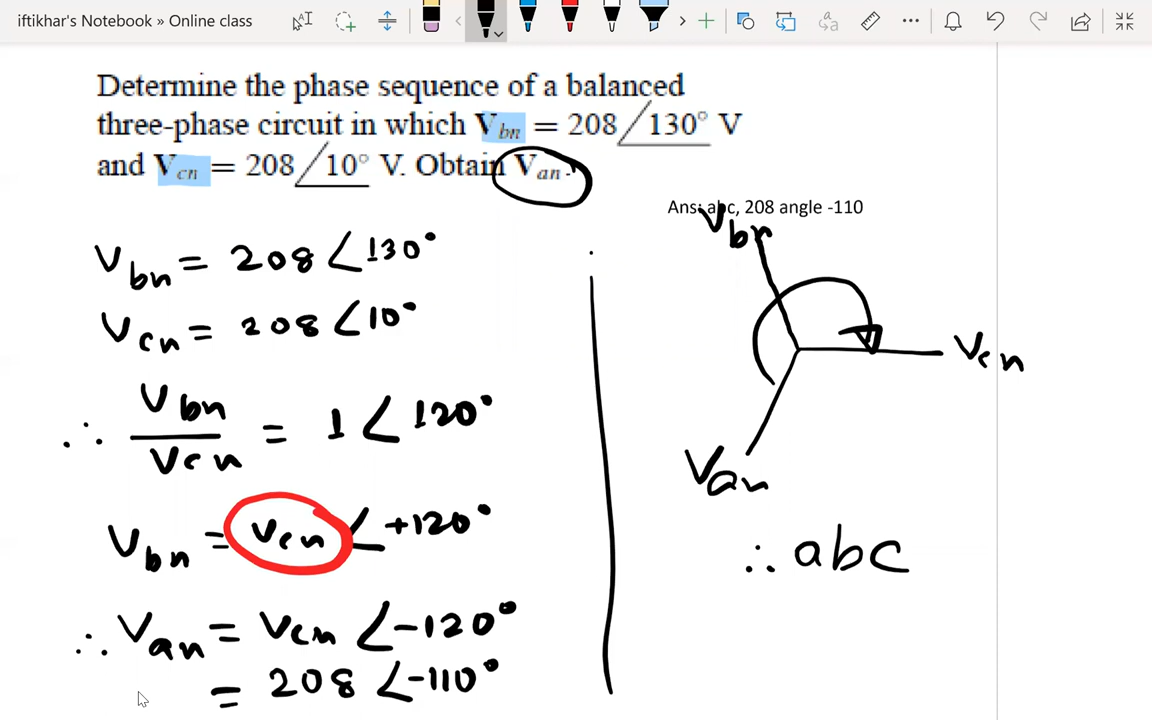 iftikhar's Notebook » Online class
Determine the phase sequence of a balanced
three-phase circuit in which Vbn = 208/130° V
and Vcn = 208/10° V. Obtain Van.
Ans: abc, 208 angle -110
Vbn = 208 ∠130°
Vcn = 208 ∠10°
∴ Vbn
Vcn
= 1 ∠120°
Vbn = Vcn ∠+120°
∴ Van = Vcn ∠-120°
= 208 ∠-110°
Vbn
Vcn
Van
∴ abc